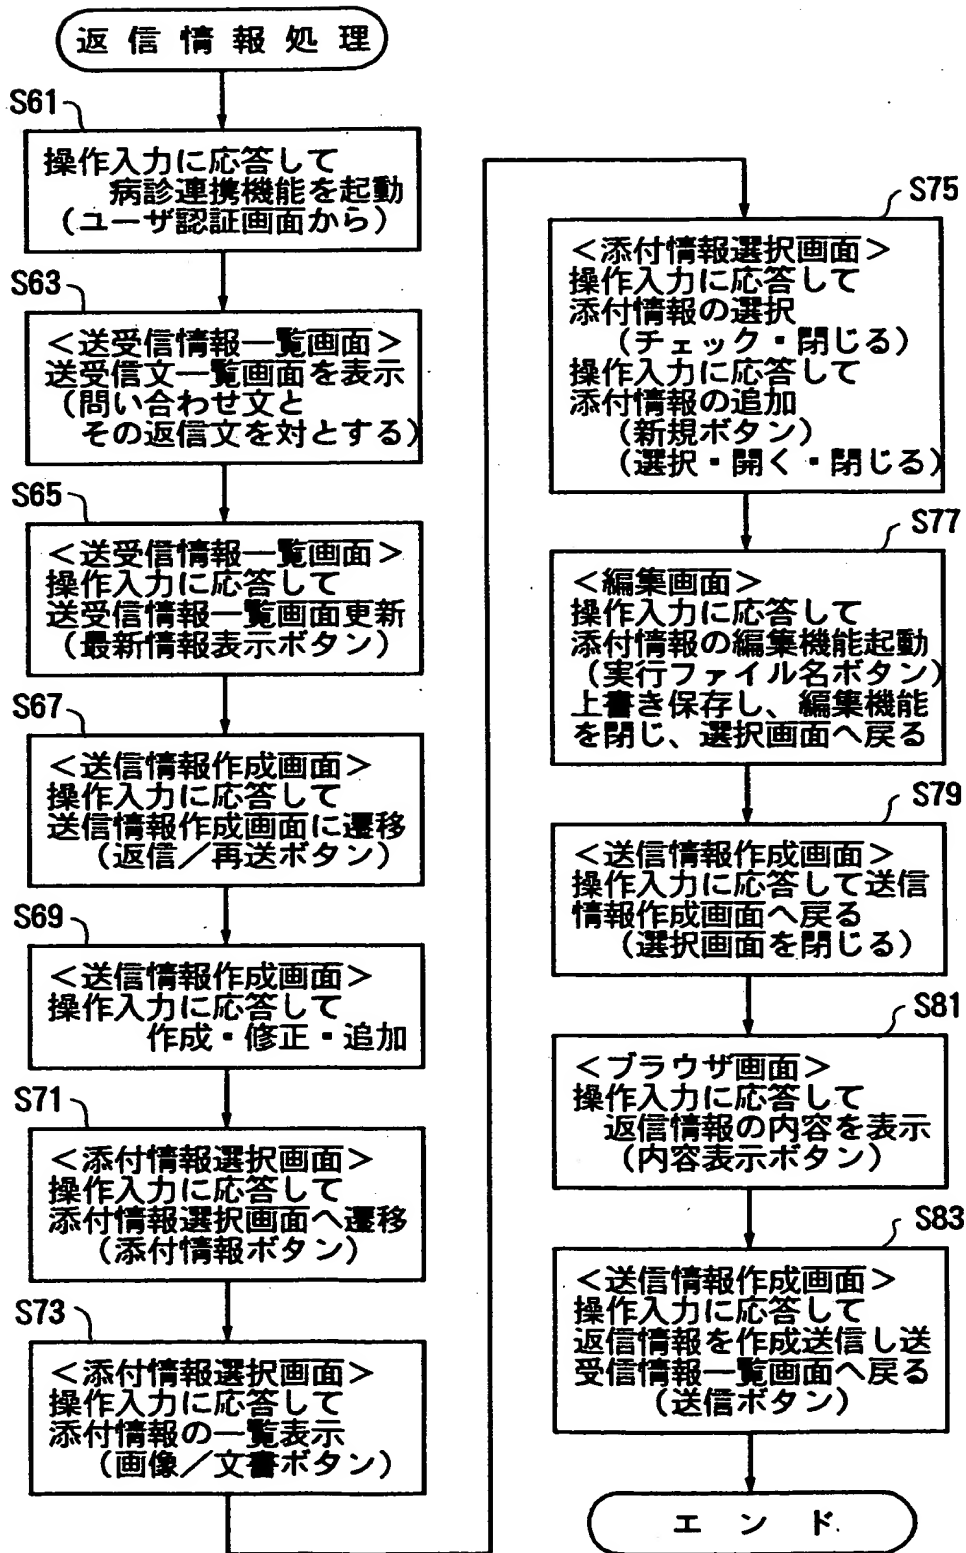 返信情報処理
S61
操作入力に応答して
病診連携機能を起動
(ユーザ認証画面から)
S63
<送受信情報一覧画面>
送受信文一覧画面を表示
(問い合わせ文と
その返信文を対とする)
S65
<送受信情報一覧画面>
操作入力に応答して
送受信情報一覧画面更新
(最新情報表示ボタン)
S67
<送信情報作成画面>
操作入力に応答して
送信情報作成画面に遷移
(返信/再送ボタン)
S69
<送信情報作成画面>
操作入力に応答して
作成・修正・追加
S71
<添付情報選択画面>
操作入力に応答して
添付情報選択画面へ遷移
(添付情報ボタン)
S73
<添付情報選択画面>
操作入力に応答して
添付情報の一覧表示
(画像/文書ボタン)
S75
<添付情報選択画面>
操作入力に応答して
添付情報の選択
(チェック・閉じる)
操作入力に応答して
添付情報の追加
(新規ボタン)
(選択・開く・閉じる)
S77
<編集画面>
操作入力に応答して
添付情報の編集機能起動
(実行ファイル名ボタン)
上書き保存し、編集機能
を閉じ、選択画面へ戻る
S79
<送信情報作成画面>
操作入力に応答して送信
情報作成画面へ戻る
(選択画面を閉じる)
S81
<ブラウザ画面>
操作入力に応答して
返信情報の内容を表示
(内容表示ボタン)
S83
<送信情報作成画面>
操作入力に応答して
返信情報を作成送信し送
受信情報一覧画面へ戻る
(送信ボタン)
エンド